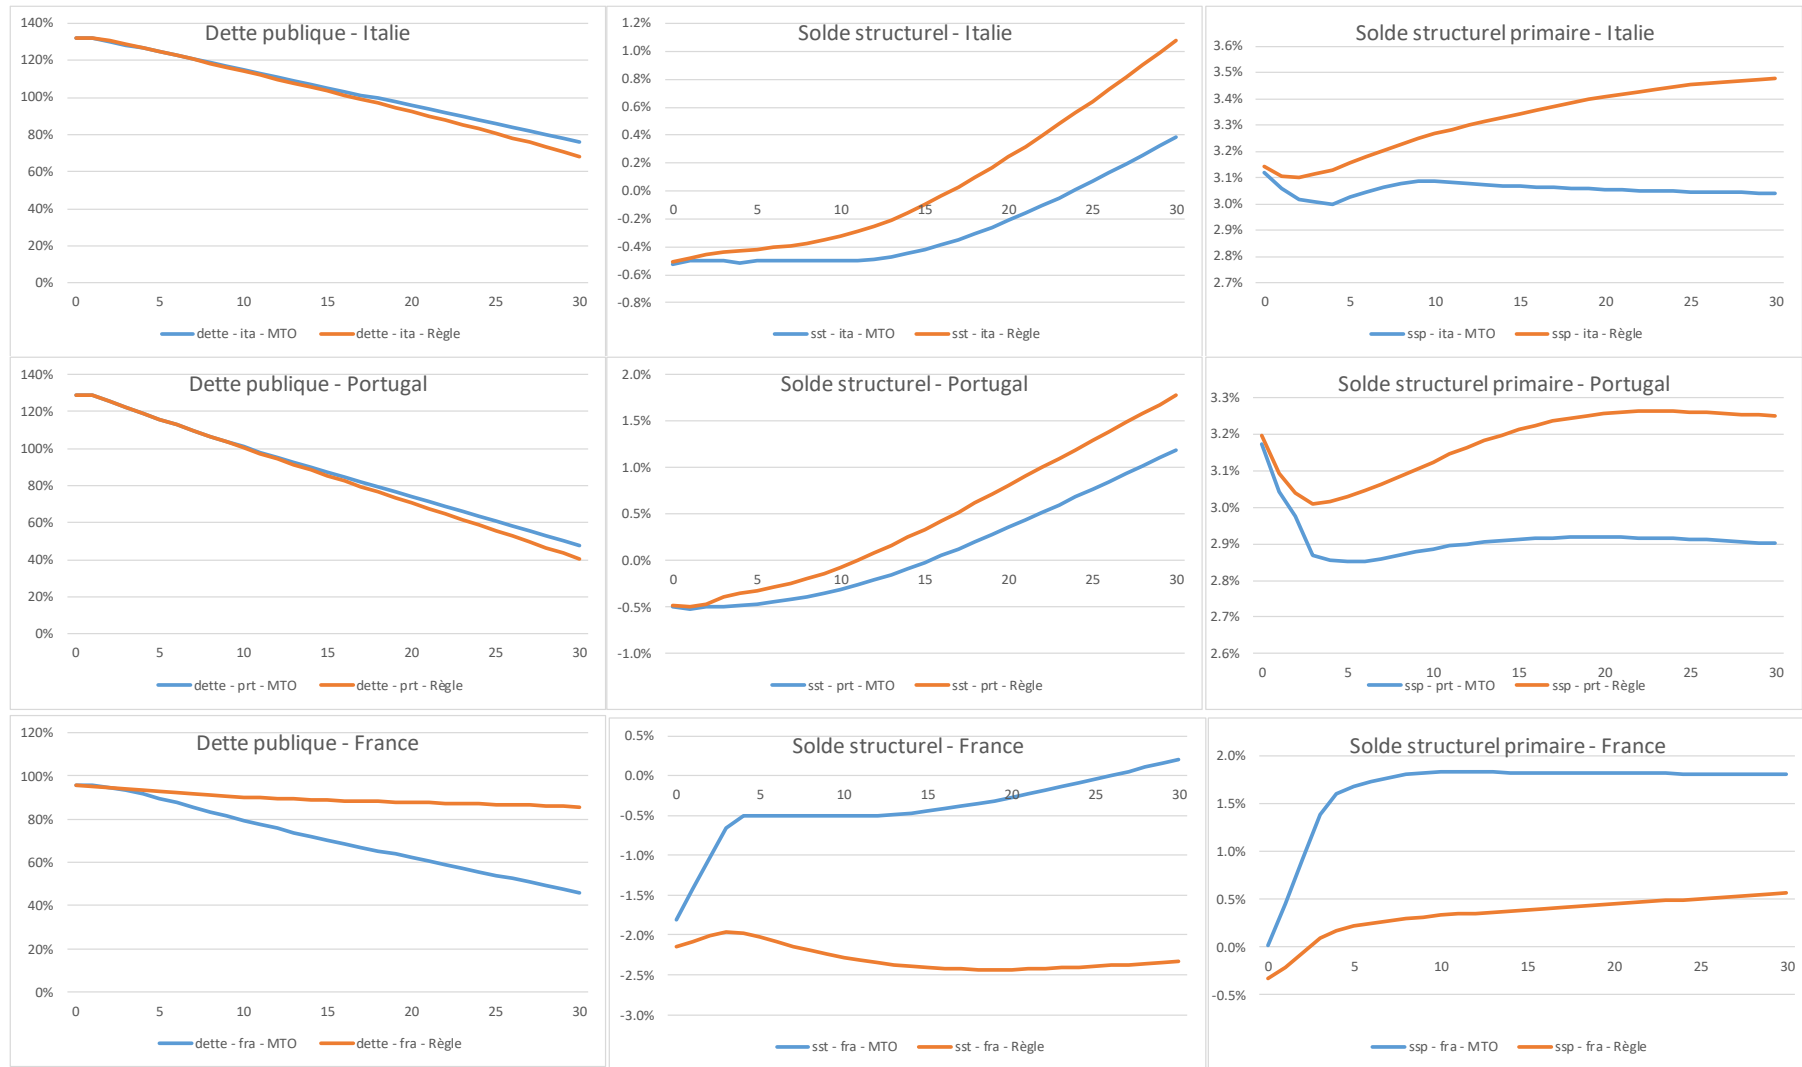 Dette publique - Italie
140%
120%
100%
80%
60%
40%
20%
0%
0 5 10 15 20 25 30
dette - ita - MTO dette - ita - Règle
Solde structurel - Italie
1.2%
1.0%
0.8%
0.6%
0.4%
0.2%
0.0%
-0.2%
-0.4%
-0.6%
-0.8%
0 5 10 15 20 25 30
sst - ita - MTO sst - ita - Règle
Solde structurel primaire - Italie
3.6%
3.5%
3.4%
3.3%
3.2%
3.1%
3.0%
2.9%
2.8%
2.7%
0 5 10 15 20 25 30
ssp - ita - MTO ssp - ita - Règle
Dette publique - Portugal
140%
120%
100%
80%
60%
40%
20%
0%
0 5 10 15 20 25 30
dette - prt - MTO dette - prt - Règle
Solde structurel - Portugal
2.0%
1.5%
1.0%
0.5%
0.0%
-0.5%
-1.0%
0 5 10 15 20 25 30
sst - prt - MTO sst - prt - Règle
Solde structurel primaire - Portugal
3.3%
3.2%
3.1%
3.0%
2.9%
2.8%
2.7%
2.6%
0 5 10 15 20 25 30
ssp - prt - MTO ssp - prt - Règle
Dette publique - France
120%
100%
80%
60%
40%
20%
0%
0 5 10 15 20 25 30
dette - fra - MTO dette - fra - Règle
Solde structurel - France
0.5%
0.0%
-0.5%
-1.0%
-1.5%
-2.0%
-2.5%
-3.0%
0 5 10 15 20 25 30
sst - fra - MTO sst - fra - Règle
Solde structurel primaire - France
2.0%
1.5%
1.0%
0.5%
0.0%
-0.5%
0 5 10 15 20 25 30
ssp - fra - MTO ssp - fra - Règle